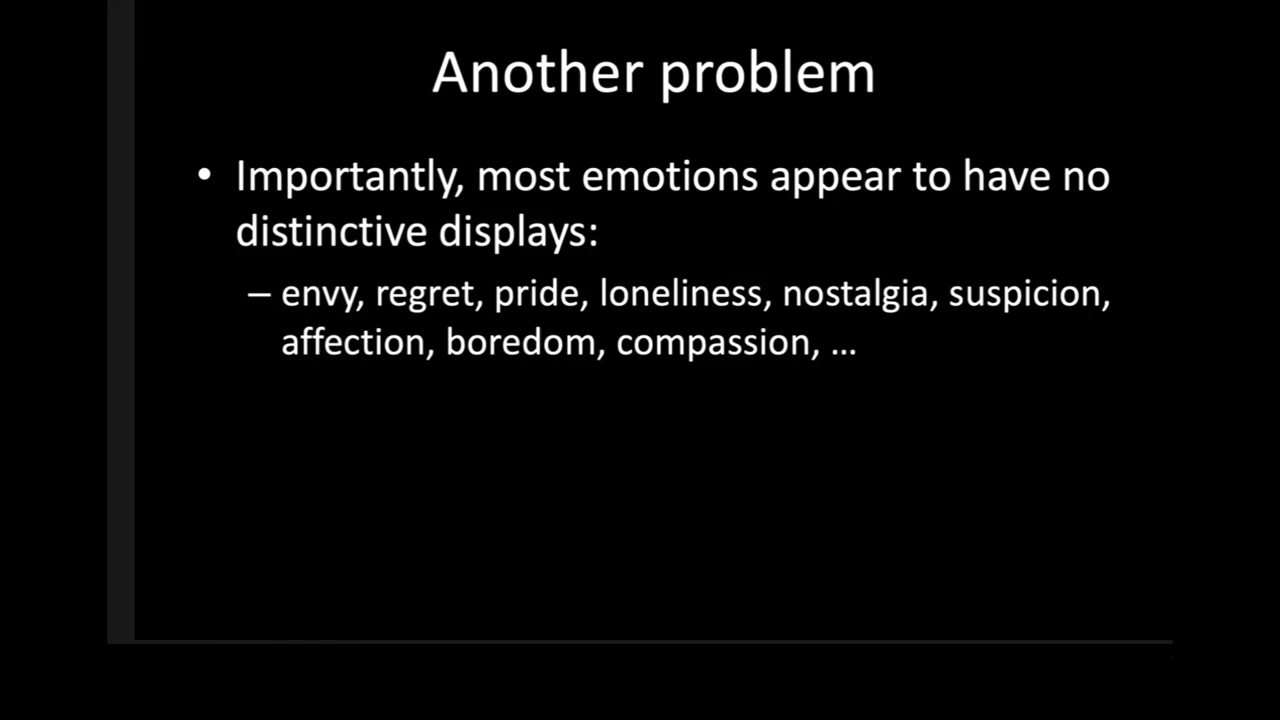 Another problem
• Importantly, most emotions appear to have no
distinctive displays:
– envy, regret, pride, loneliness, nostalgia, suspicion,
affection, boredom, compassion, …